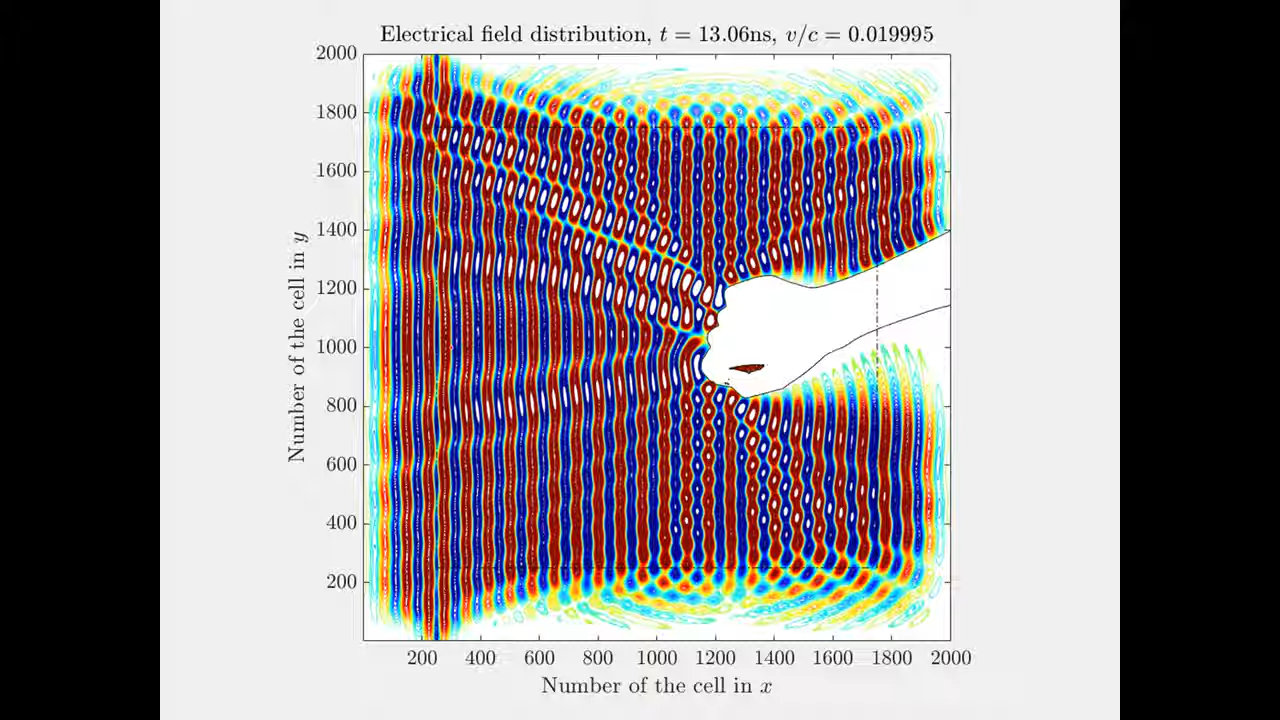 Electrical field distribution, t = 13.06ns, v/c = 0.019995
2000
1800
1600
1400
1200
1000
800
600
400
200
Number of the cell in y
200 400 600 800 1000 1200 1400 1600 1800 2000
Number of the cell in x